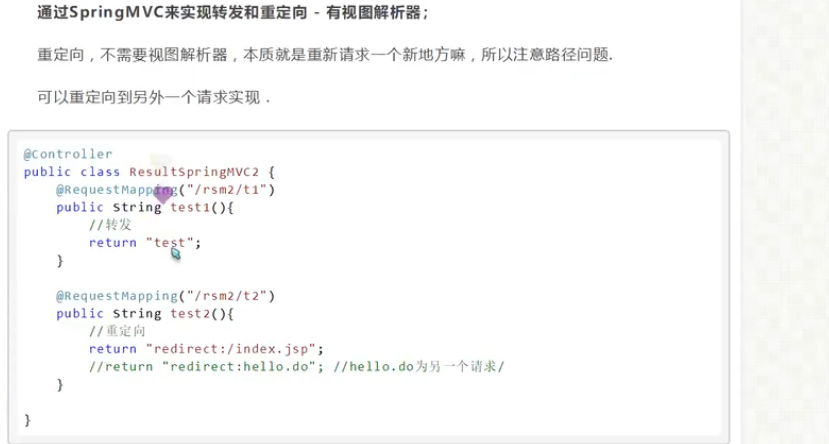 通过SpringMVC来实现转发和重定向 - 有视图解析器；
重定向，不需要视图解析器，本质就是重新请求一个新地方嘛，所以注意路径问题.
可以重定向到另外一个请求实现．
@Controller
public class ResultSpringMVC2 {
    @RequestMapping("/rsm2/t1")
    public String test1(){
        //转发
        return "test";
    }

    @RequestMapping("/rsm2/t2")
    public String test2(){
        //重定向
        return "redirect:/index.jsp";
        //return "redirect:hello.do"; //hello.do为另一个请求/
    }

}